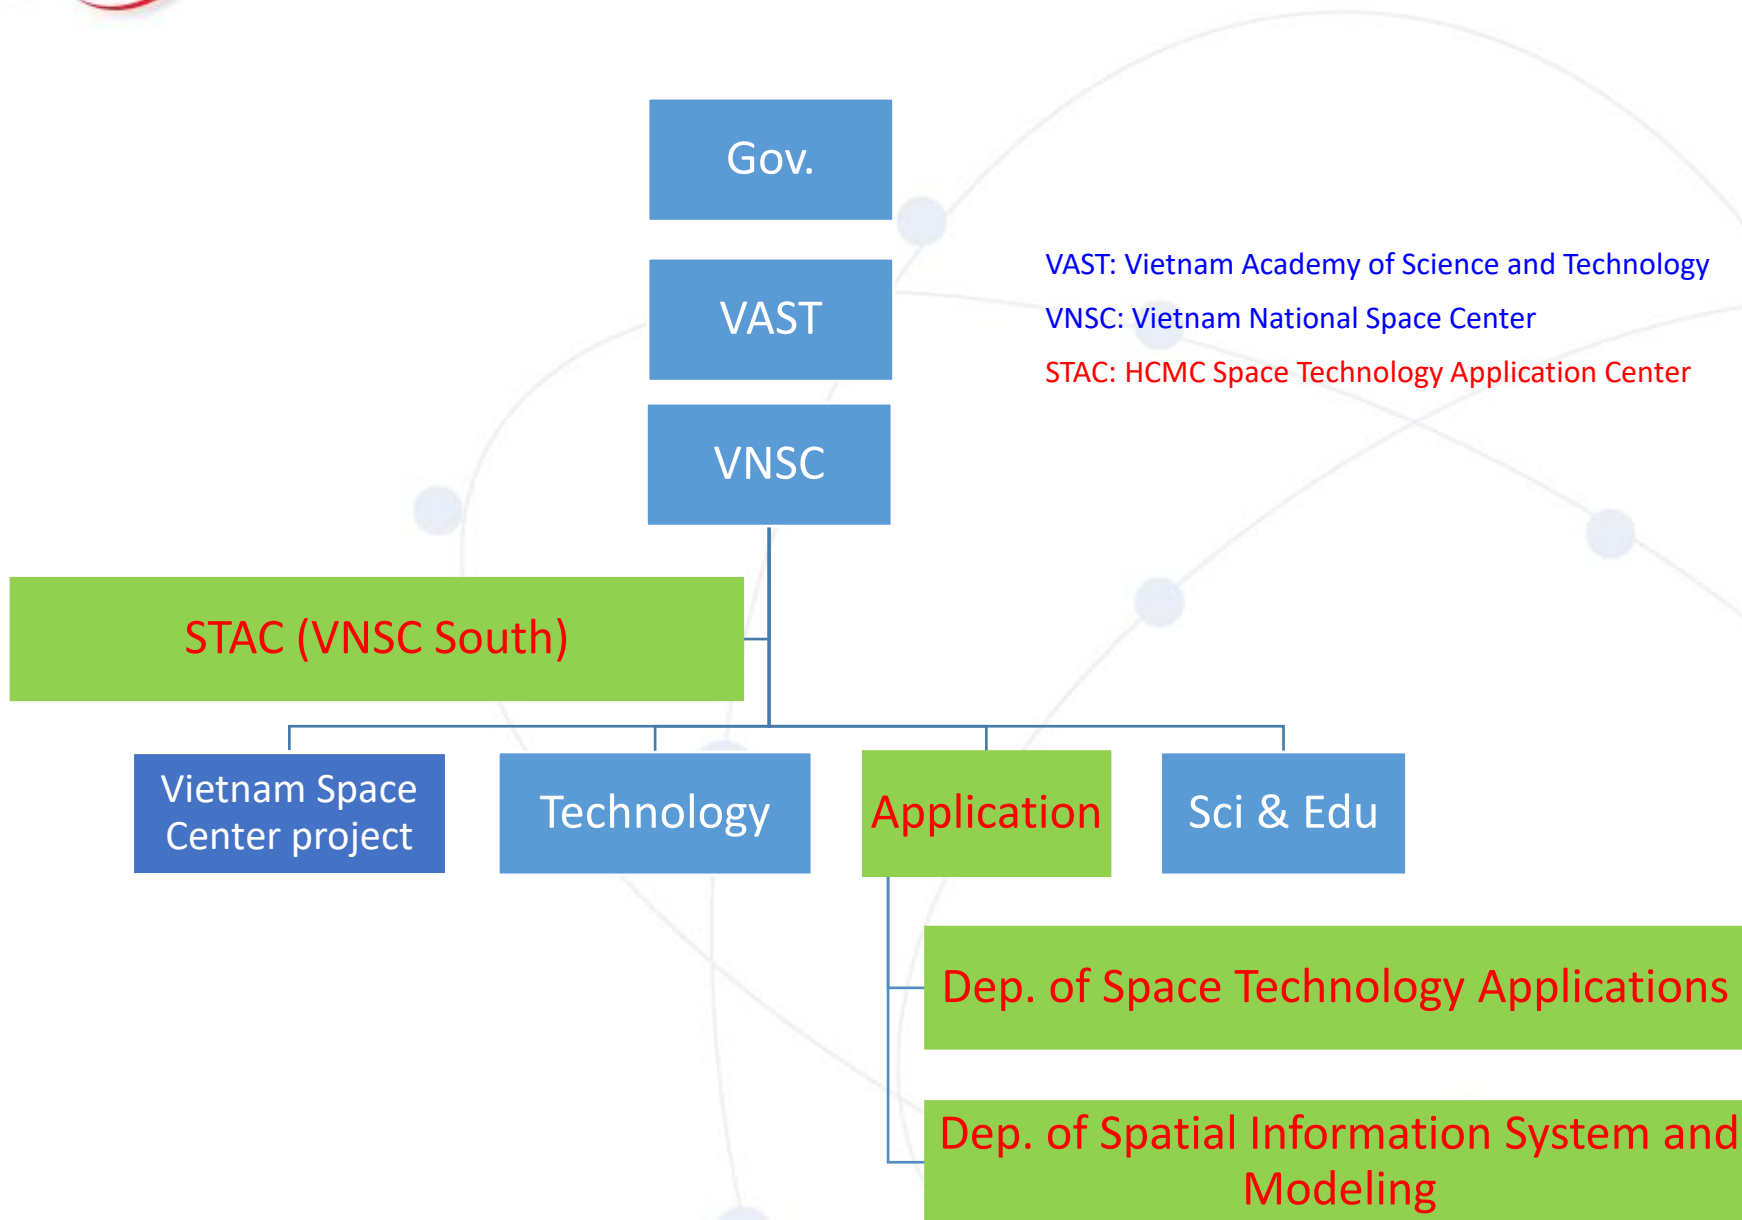 Gov.
VAST
VAST: Vietnam Academy of Science and Technology
VNSC: Vietnam National Space Center
STAC: HCMC Space Technology Application Center
VNSC
STAC (VNSC South)
Vietnam Space
Center project
Technology
Application
Sci & Edu
Dep. of Space Technology Applications
Dep. of Spatial Information System and
Modeling